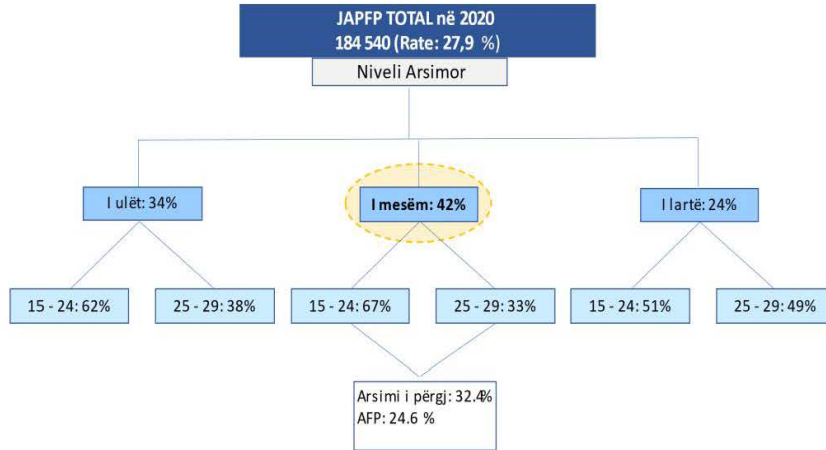 JAPFP TOTAL në 2020
184 540 (Rate: 27,9 %)
Niveli Arsimor
I ulët: 34%
I mesëm: 42%
I lartë: 24%
15 - 24: 62%
25 - 29: 38%
15 - 24: 67%
25 - 29: 33%
15 - 24: 51%
25 - 29: 49%
Arsimi i përgj: 32.4%
AFP: 24.6 %